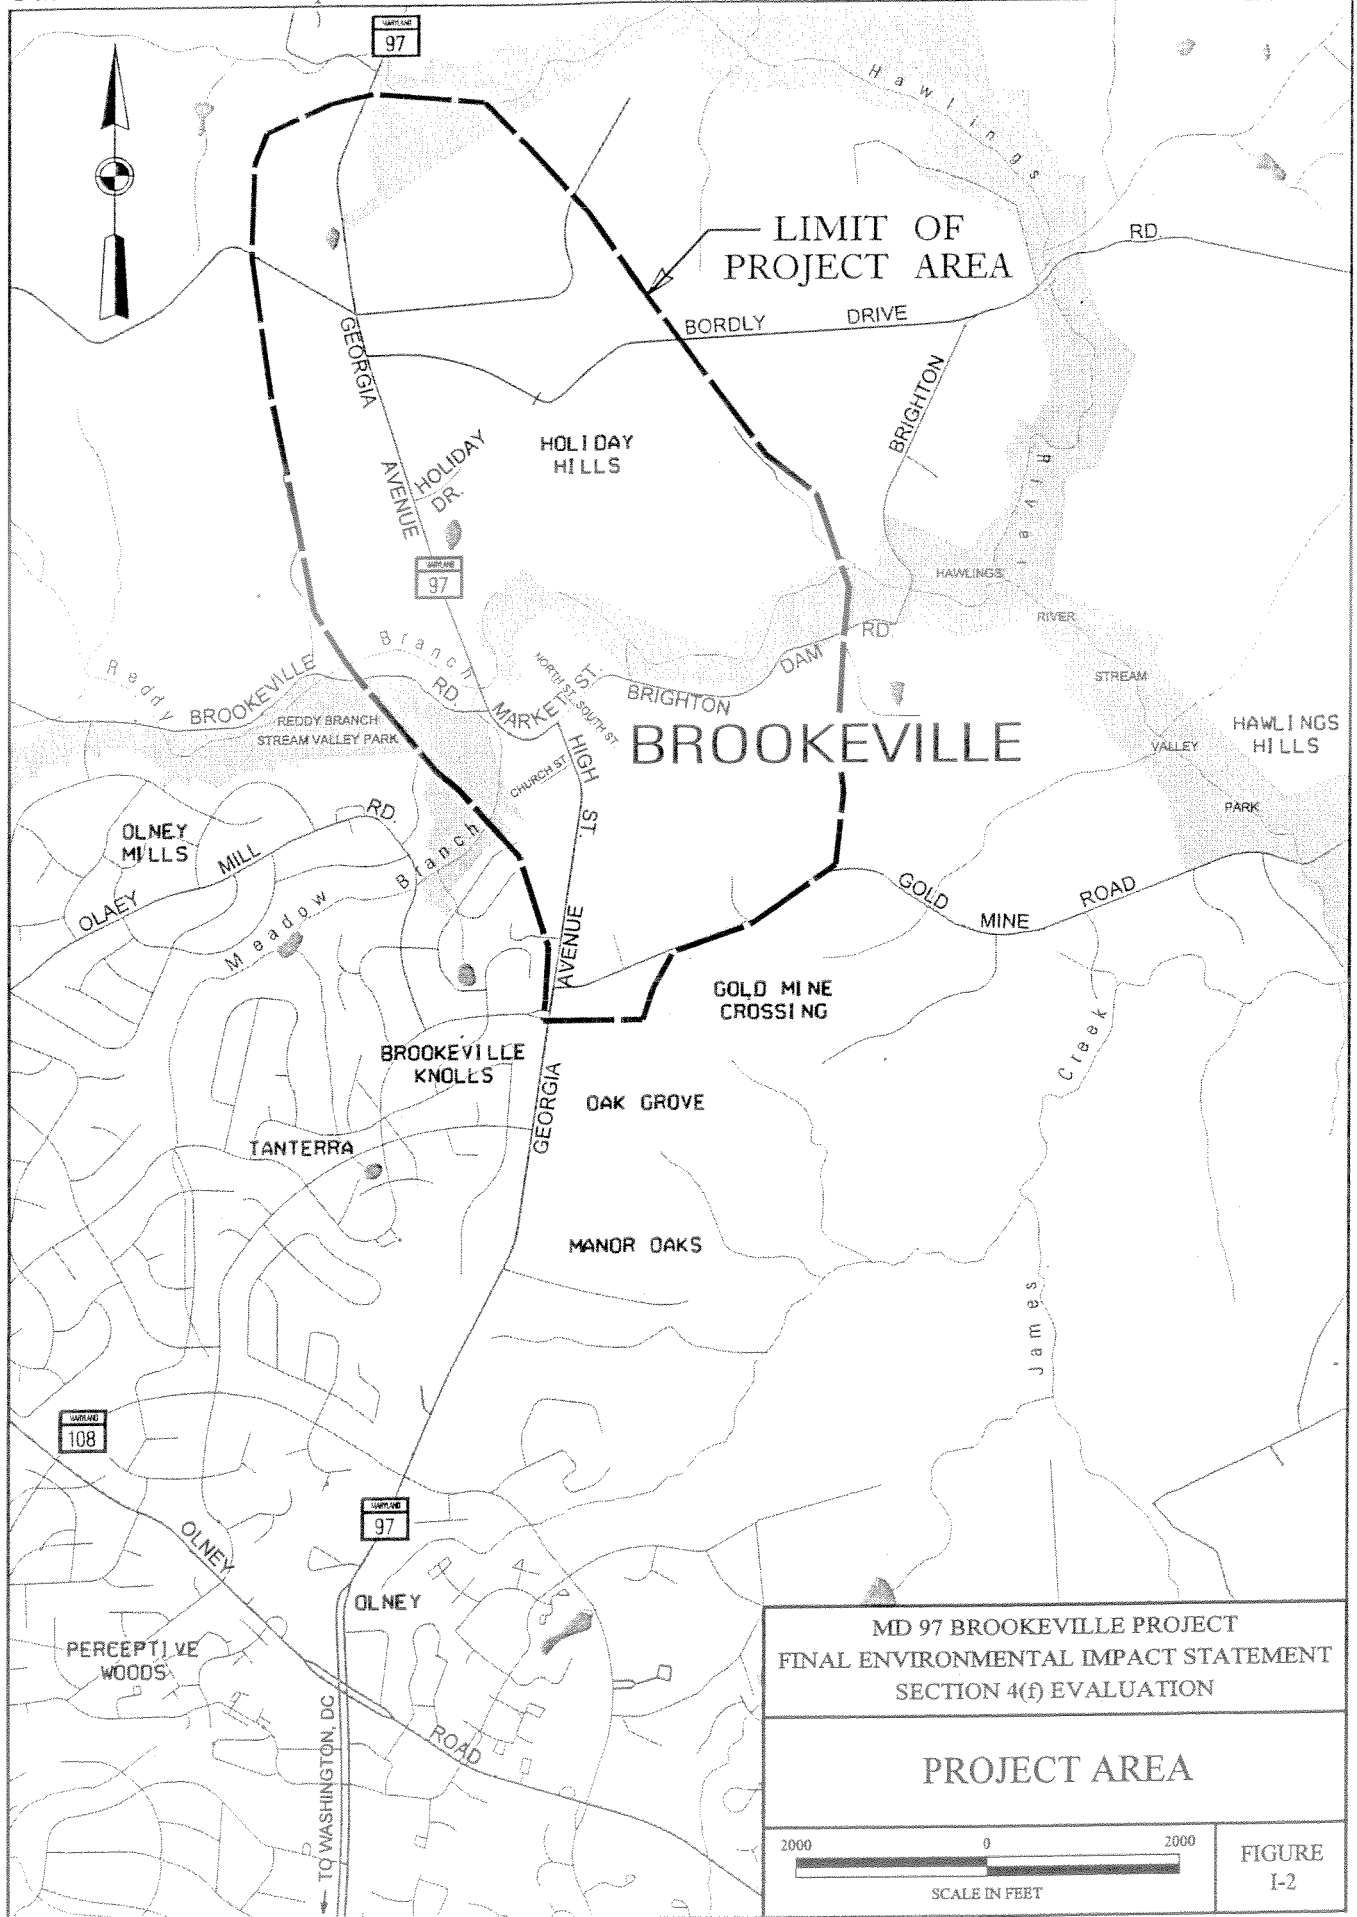 MARYLAND
97
Hawlings
LIMIT OF
PROJECT AREA
RD.
BORDLY DRIVE
GEORGIA
AVENUE
BRIGHTON
HOLIDAY
HILLS
HOLIDAY
DR.
River
MARYLAND
97
HAWLINGS
RIVER
STREAM
VALLEY
PARK
Reddy
Branch
BROOKEVILLE
RD.
REDDY BRANCH
STREAM VALLEY PARK
MARKET ST.
NORTH ST.
SOUTH ST
BRIGHTON
DAM
RD.
BROOKEVILLE
HAWLINGS
HILLS
HIGH
ST.
CHURCH ST.
OLNEY
MILLS
OLAEY
MILL
RD.
Meadow
Branch
GOLD
MINE
ROAD
AVENUE
GOLD MINE
CROSSING
BROOKEVILLE
KNOLLS
GEORGIA
OAK GROVE
Creek
TANTERRA
MANOR OAKS
James
MARYLAND
108
MARYLAND
97
OLNEY
OLNEY
PERCEPTIVE
WOODS
ROAD
TO WASHINGTON, DC
MD 97 BROOKEVILLE PROJECT
FINAL ENVIRONMENTAL IMPACT STATEMENT
SECTION 4(f) EVALUATION
PROJECT AREA
2000 0 2000
SCALE IN FEET
FIGURE
I-2